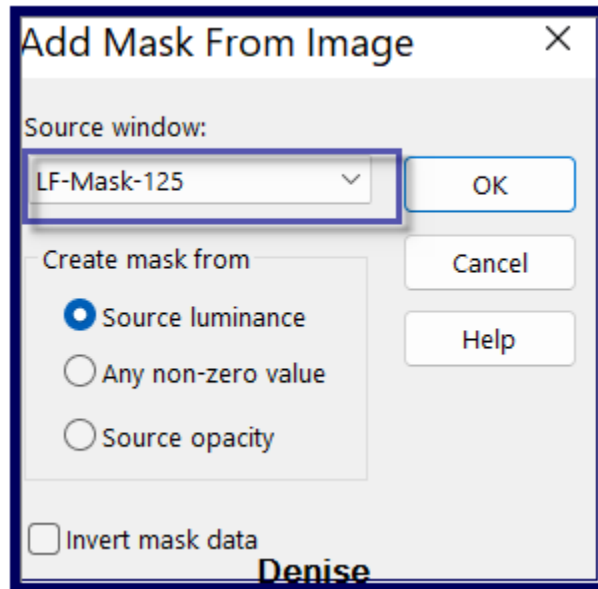 Add Mask From Image
Source window:
LF-Mask-125
OK
Create mask from
Cancel
Source luminance
Help
Any non-zero value
Source opacity
Invert mask data
Denise